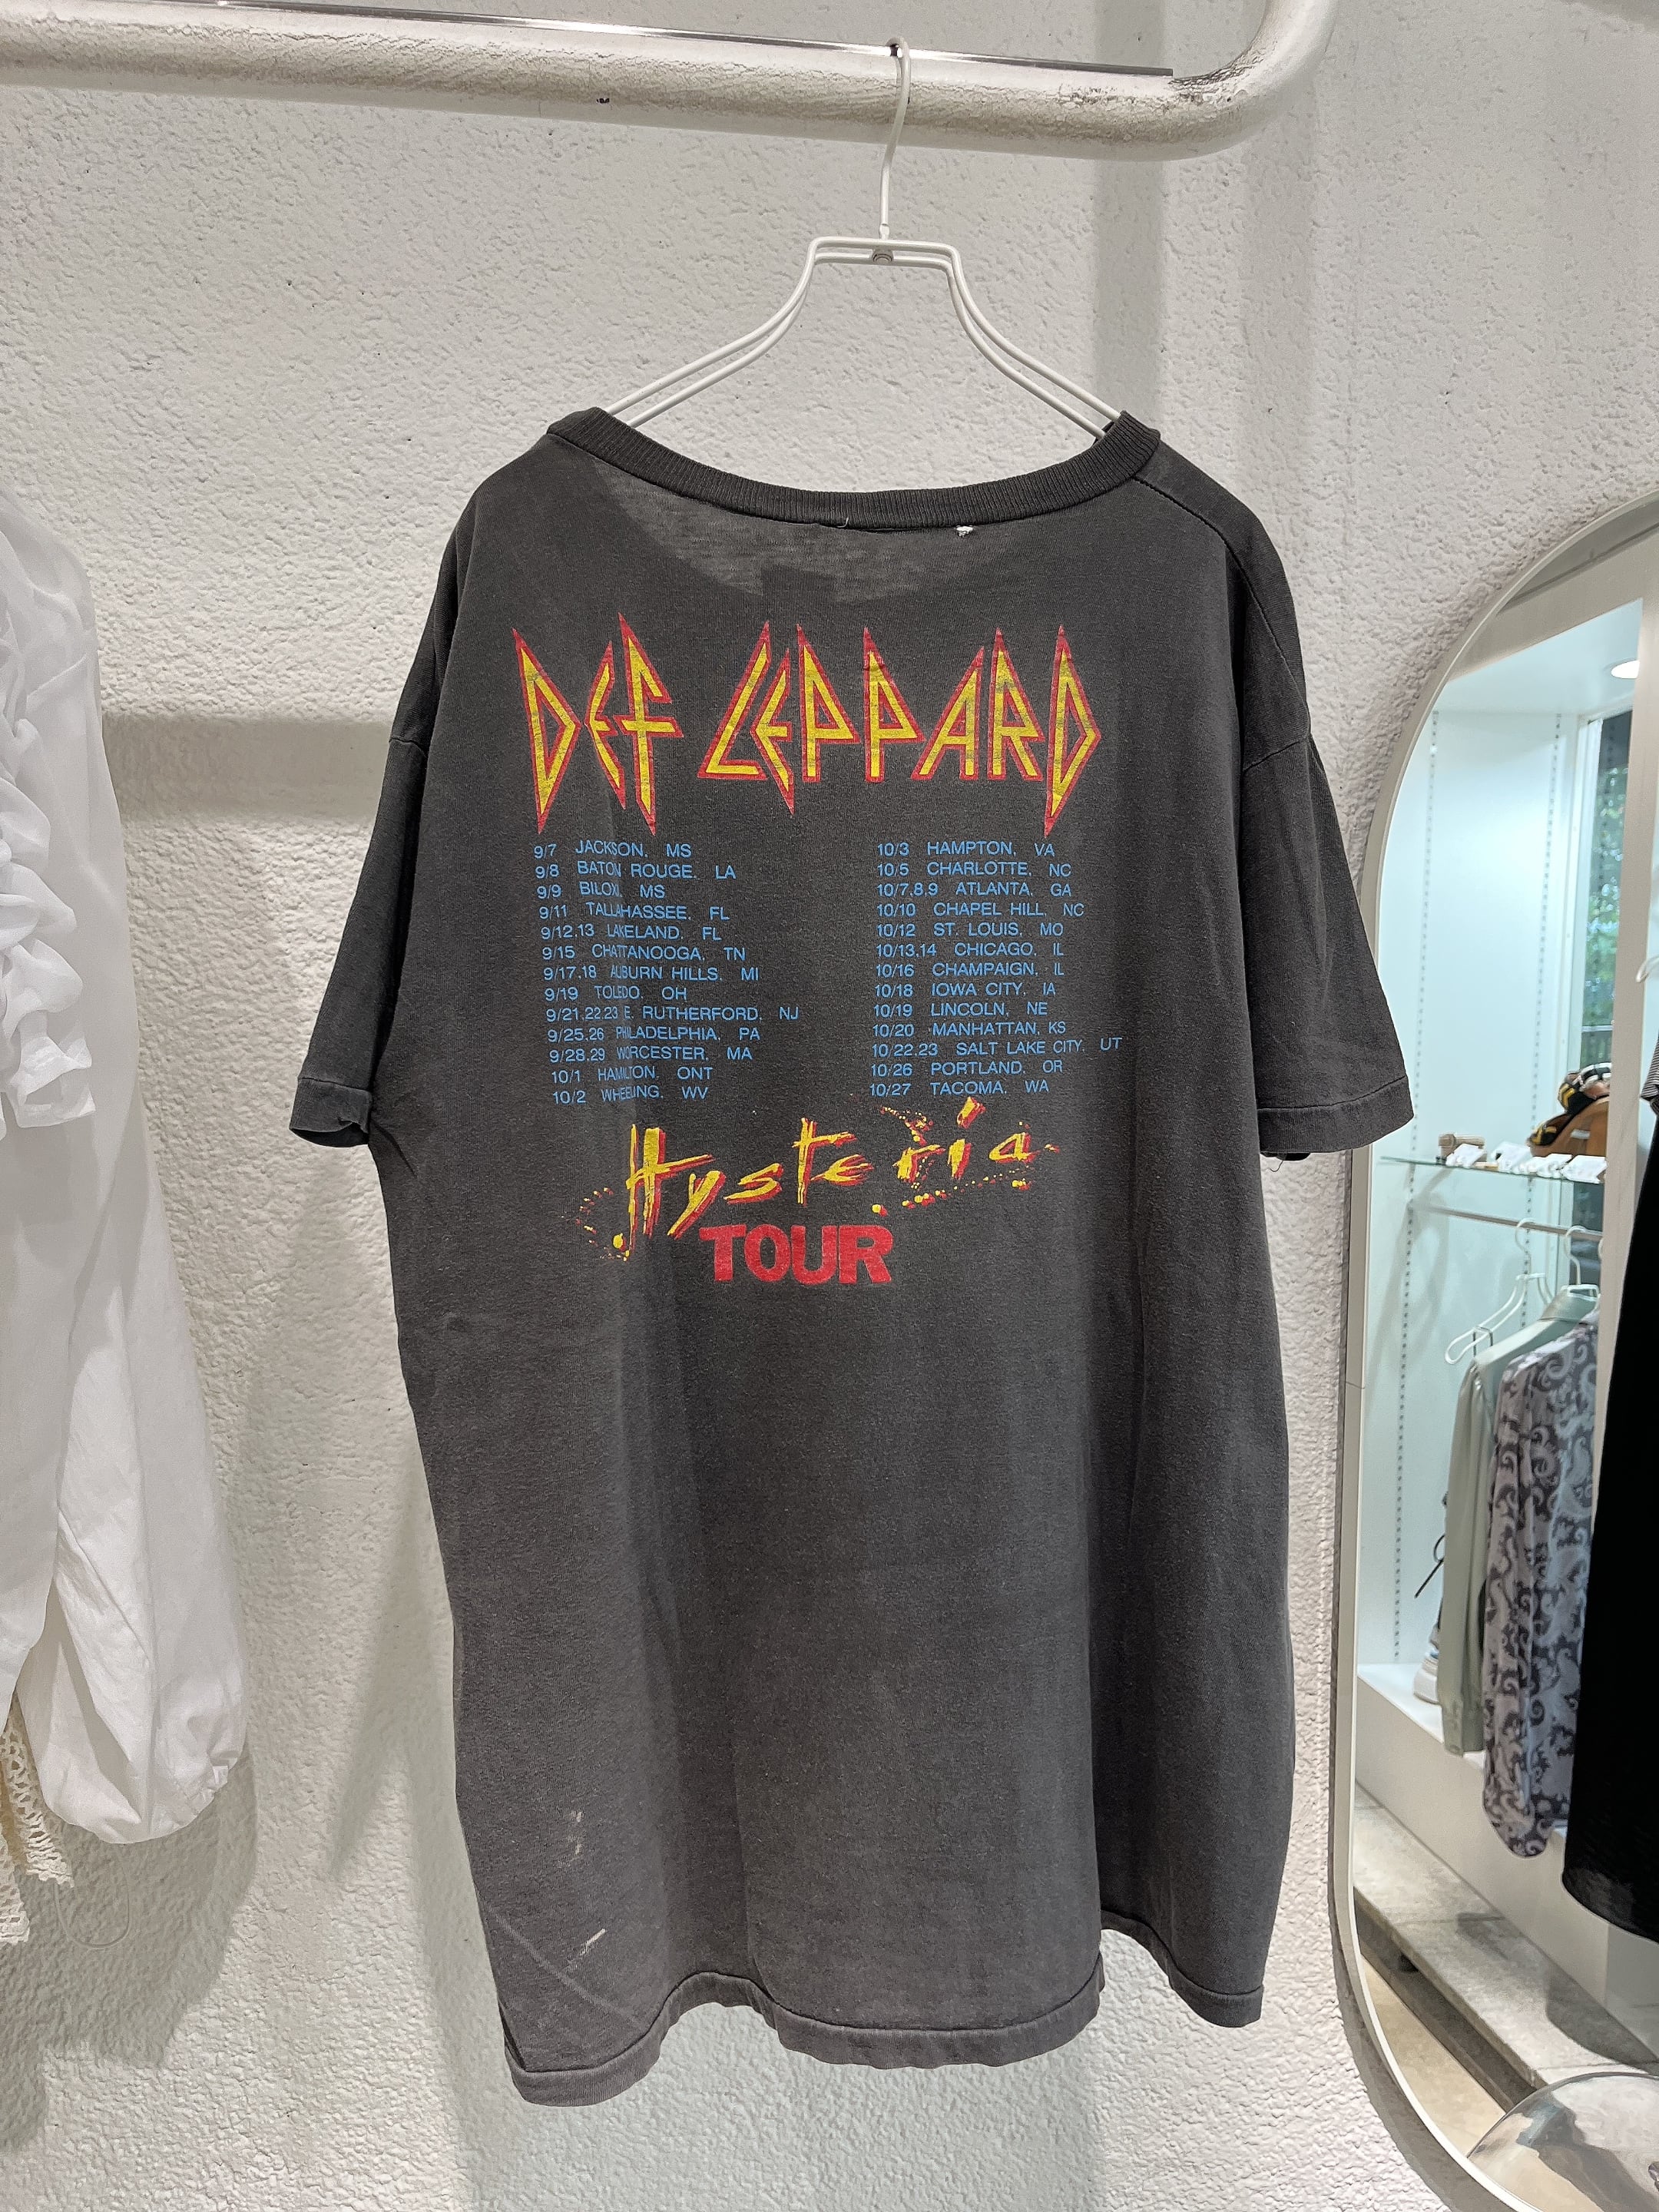 DEF LEPPARD
9/7 JACKSON, MS
9/8 BATON ROUGE, LA
9/9 BILOXI, MS
9/11 TALLAHASSEE, FL
9/12,13 LAKELAND, FL
9/15 CHATTANOOGA, TN
9/17,18 AUBURN HILLS, MI
9/19 TOLEDO, OH
9/21,22,23 E. RUTHERFORD, NJ
9/25,26 PHILADELPHIA, PA
9/28,29 WORCESTER, MA
10/1 HAMILTON, ONT
10/2 WHEELING, WV
10/3 HAMPTON, VA
10/5 CHARLOTTE, NC
10/7,8,9 ATLANTA, GA
10/10 CHAPEL HILL, NC
10/12 ST. LOUIS, MO
10/13,14 CHICAGO, IL
10/16 CHAMPAIGN, IL
10/18 IOWA CITY, IA
10/19 LINCOLN, NE
10/20 MANHATTAN, KS
10/22,23 SALT LAKE CITY, UT
10/26 PORTLAND, OR
10/27 TACOMA, WA
Hysteria
TOUR